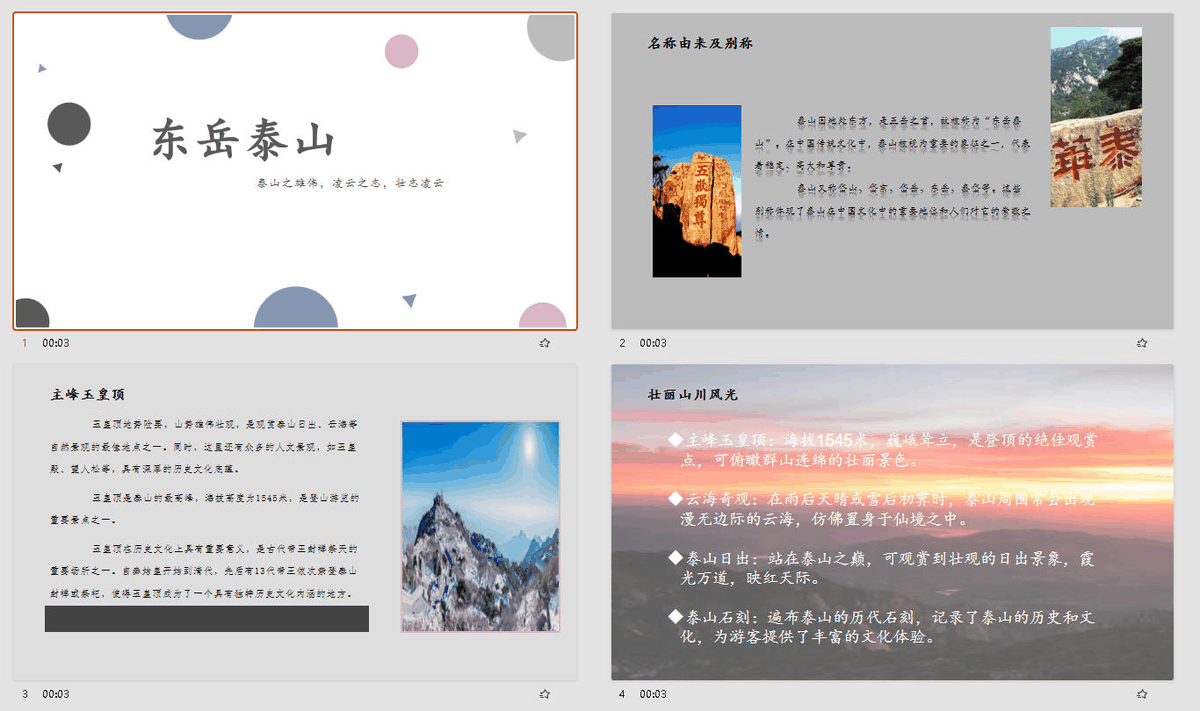 东岳泰山
泰山之雄伟，凌云之志，壮志凌云
1 00:03
名称由来及别称
泰山因地处东方，是五岳之首，故被称为“东岳泰
山”。在中国传统文化中，泰山被视为重要的象征之一，代表
着稳定、高大和尊贵。
泰山又称岱山、岱宗、岱岳、东岳、泰岱等。这些
别称体现了泰山在中国文化中的重要地位和人们对它的崇敬之
情。
五嶽獨尊
2 00:03
主峰玉皇顶
玉皇顶地势险要，山势雄伟壮观，是观赏泰山日出、云海等
自然景观的最佳地点之一。同时，这里还有众多的人文景观，如玉皇
殿、望人松等，具有深厚的历史文化底蕴。
玉皇顶是泰山的最高峰，海拔高度为1545米，是登山游览的
重要景点之一。
玉皇顶在历史文化上具有重要意义，是古代帝王封禅祭天的
重要场所之一。自秦始皇开始到清代，先后有13代帝王依次亲登泰山
封禅或祭祀，使得玉皇顶成为了一个具有独特历史文化内涵的地方。
3 00:03
壮丽山川风光
◆主峰玉皇顶：海拔1545米，巍峨耸立，是登顶的绝佳观赏
点，可俯瞰群山连绵的壮丽景色。
◆云海奇观：在雨后天晴或雪后初霁时，泰山周围常会出现
漫无边际的云海，仿佛置身于仙境之中。
◆泰山日出：站在泰山之巅，可观赏到壮观的日出景象，霞
光万道，映红天际。
◆泰山石刻：遍布泰山的历代石刻，记录了泰山的历史和文
化，为游客提供了丰富的文化体验。
4 00:03